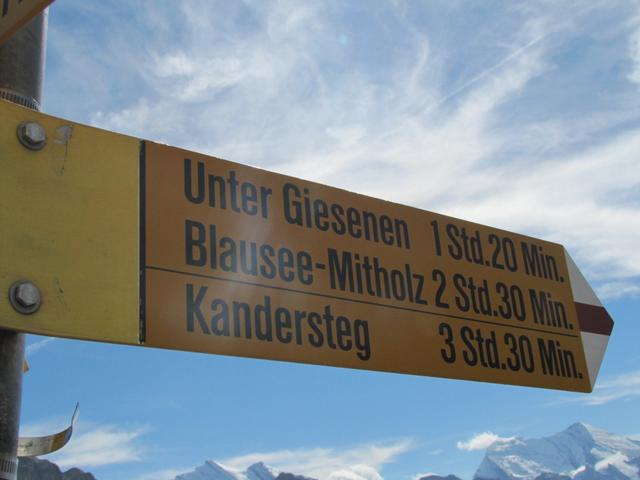 Unter Giesenen 1 Std.20 Min.
Blausee-Mitholz 2 Std.30 Min.
Kandersteg 3 Std.30 Min.